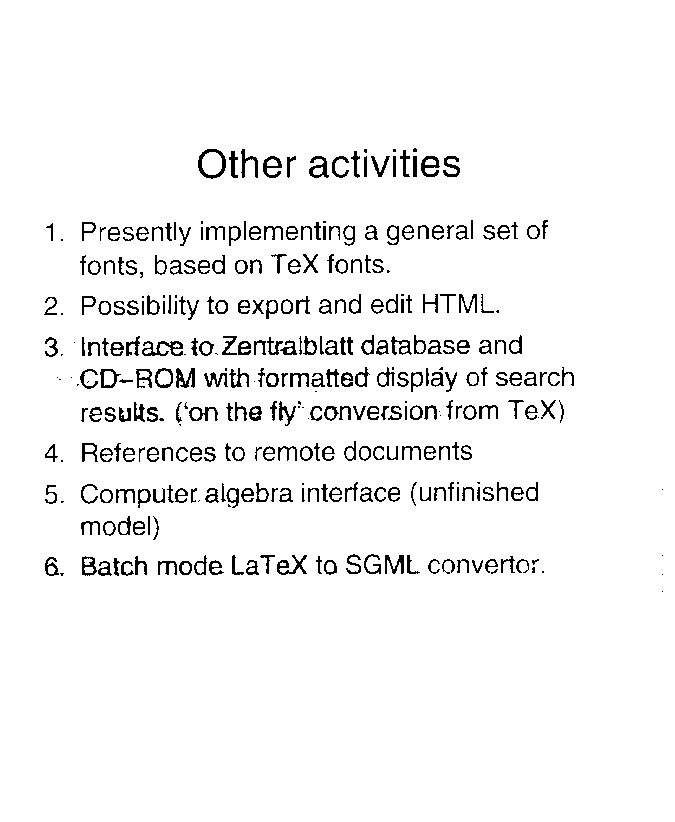 Other activities
1. Presently implementing a general set of
fonts, based on TeX fonts.
2. Possibility to export and edit HTML.
3. Interface to Zentralblatt database and
CD-ROM with formatted display of search
results. ('on the fly' conversion from TeX)
4. References to remote documents
5. Computer algebra interface (unfinished
model)
6. Batch mode LaTeX to SGML convertor.